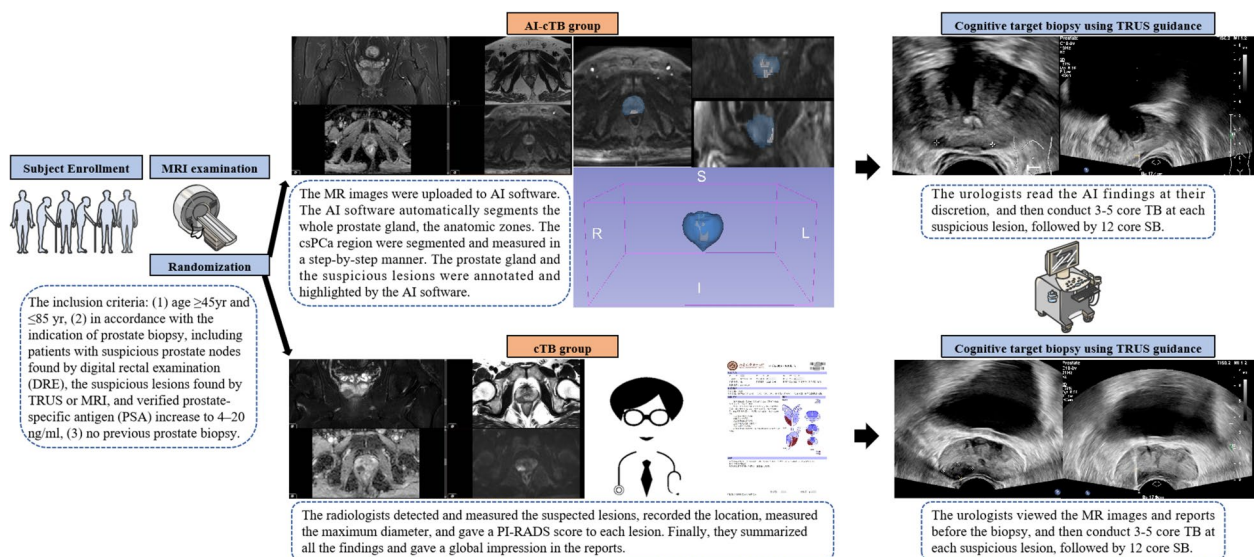 AI-cTB group
Cognitive target biopsy using TRUS guidance
Subject Enrollment
MRI examination
Randomization
The MR images were uploaded to AI software.
The AI software automatically segments the
whole prostate gland, the anatomic zones. The
csPCa region were segmented and measured in
a step-by-step manner. The prostate gland and
the suspicious lesions were annotated and
highlighted by the AI software.
S
R
L
I
The urologists read the AI findings at their
discretion, and then conduct 3-5 core TB at each
suspicious lesion, followed by 12 core SB.
The inclusion criteria: (1) age ≥45yr and
≤85 yr, (2) in accordance with the
indication of prostate biopsy, including
patients with suspicious prostate nodes
found by digital rectal examination
(DRE), the suspicious lesions found by
TRUS or MRI, and verified prostate-
specific antigen (PSA) increase to 4–20
ng/ml, (3) no previous prostate biopsy.
cTB group
Cognitive target biopsy using TRUS guidance
The radiologists detected and measured the suspected lesions, recorded the location, measured
the maximum diameter, and gave a PI-RADS score to each lesion. Finally, they summarized
all the findings and gave a global impression in the reports.
The urologists viewed the MR images and reports
before the biopsy, and then conduct 3-5 core TB at
each suspicious lesion, followed by 12 core SB.